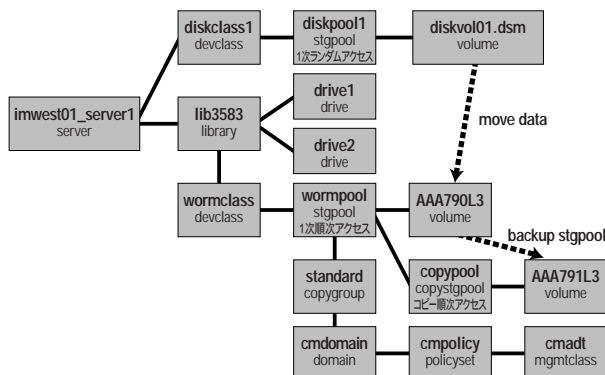 diskclass1
devclass
diskpool1
stgpool
1次ランダムアクセス
diskvol01.dsm
volume
imwest01_server1
server
lib3583
library
drive1
drive
drive2
drive
move data
wormclass
devclass
wormpool
stgpool
1次順次アクセス
AAA790L3
volume
backup stgpool
standard
copygroup
copypool
copystgpool
コピー順次アクセス
AAA791L3
volume
cmdomain
domain
cmpolicy
policyset
cmadt
mgmtclass